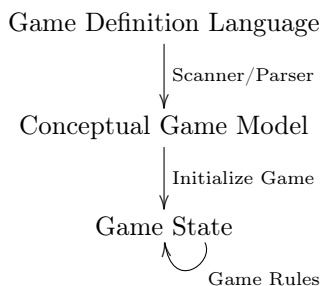 Game Definition Language
Scanner/Parser
Conceptual Game Model
Initialize Game
Game State
Game Rules